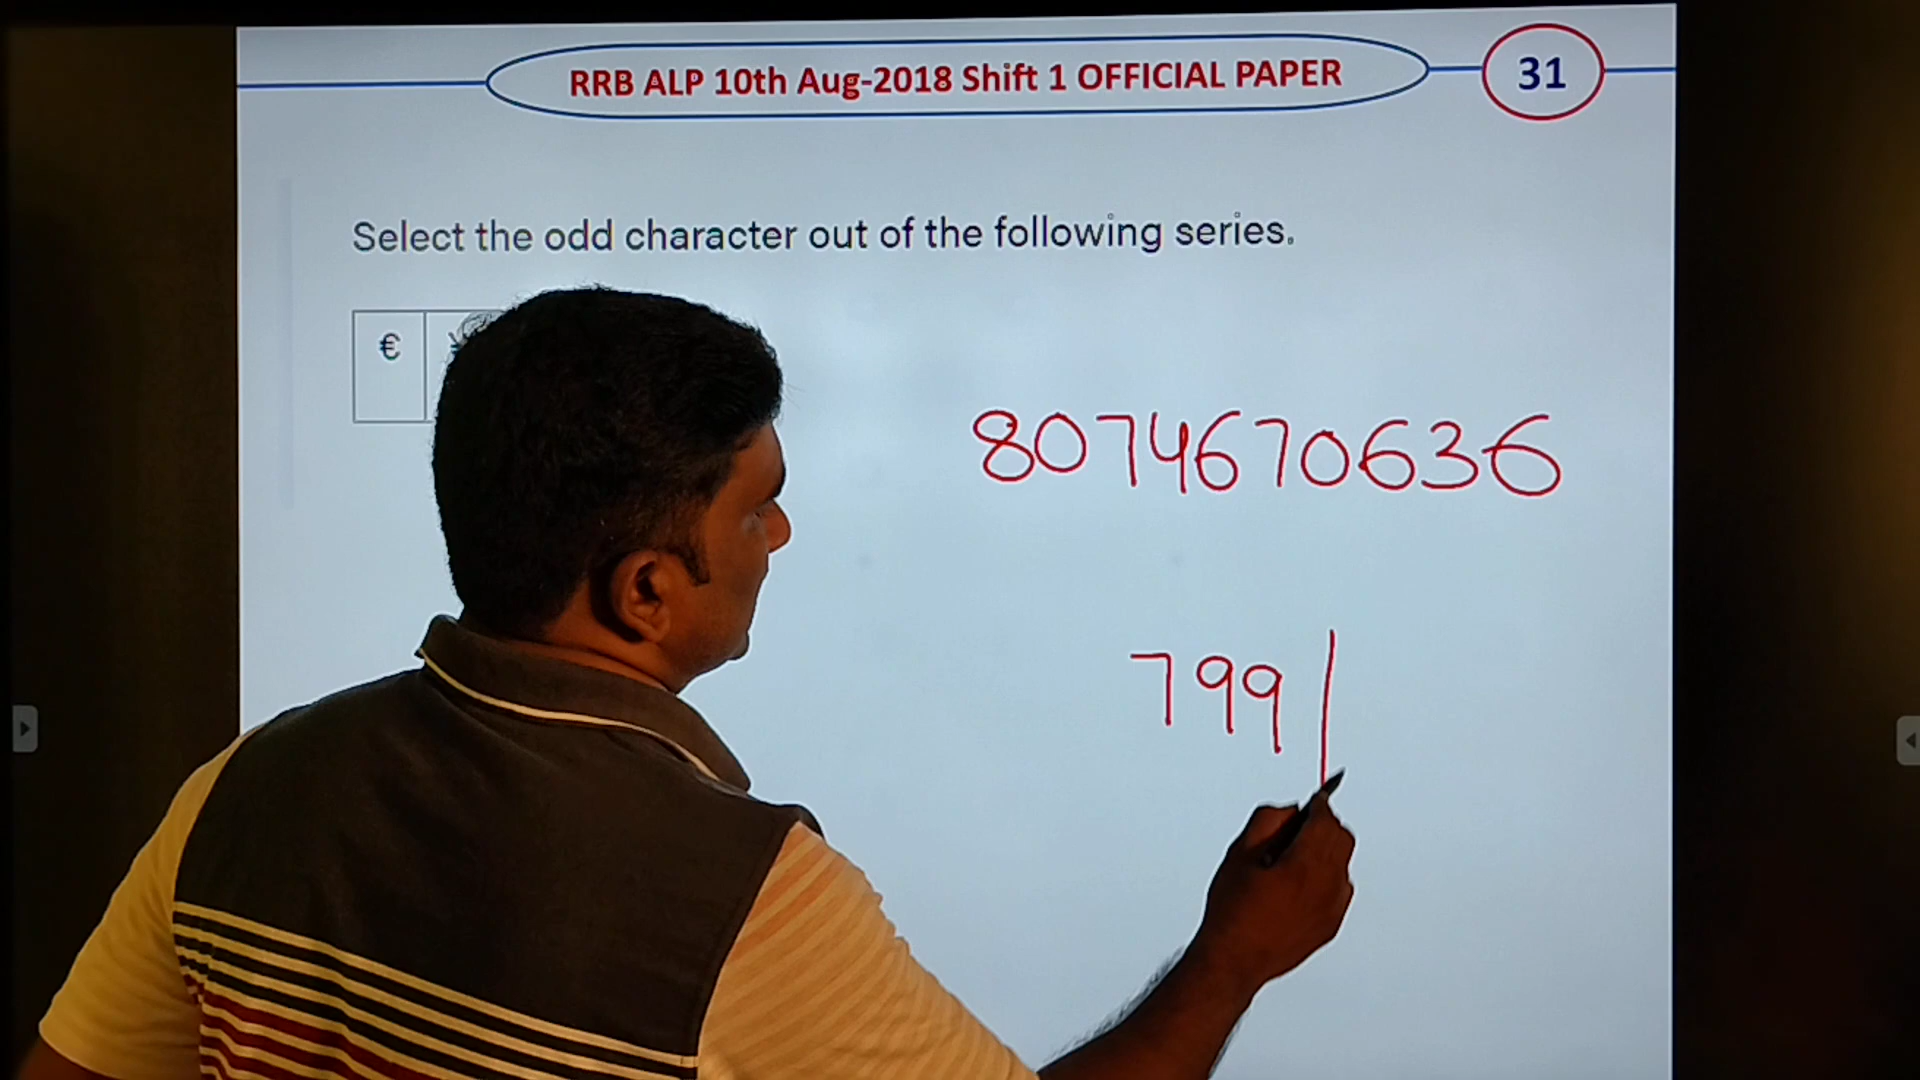 RRB ALP 10th Aug-2018 Shift 1 OFFICIAL PAPER
31
Select the odd character out of the following series.
€
8074670636
799